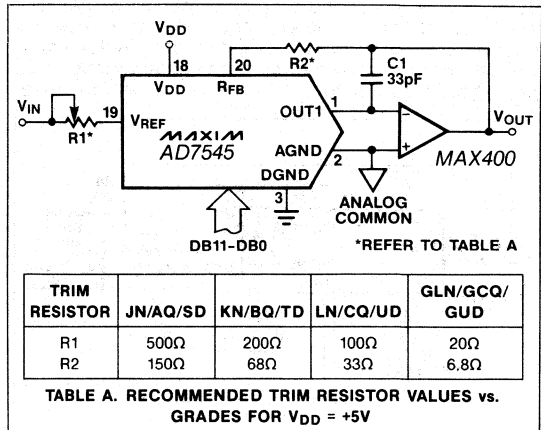 VDD
18
20
R2*
C1
33pF
VDD
RFB
VIN
R1*
19
VREF
MAXIM
AD7545
OUT1
1
AGND
2
DGND
3
−
+
VOUT
MAX400
ANALOG
COMMON
DB11–DB0
*REFER TO TABLE A
TRIM RESISTOR JN/AQ/SD KN/BQ/TD LN/CQ/UD GLN/GCQ/GUD
R1 500Ω 200Ω 100Ω 20Ω
R2 150Ω 68Ω 33Ω 6.8Ω
TABLE A. RECOMMENDED TRIM RESISTOR VALUES vs.
GRADES FOR VDD = +5V